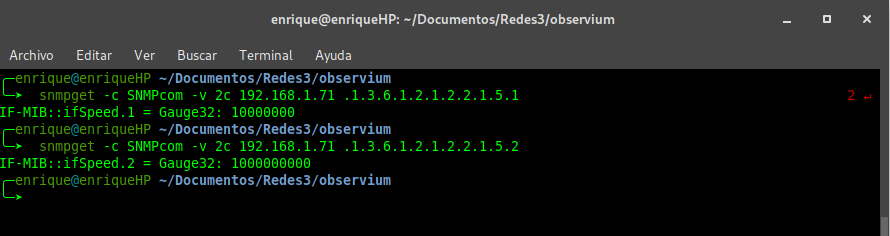 enrique@enriqueHP: ~/Documentos/Redes3/observium
Archivo Editar Ver Buscar Terminal Ayuda
╭─enrique@enriqueHP ~/Documentos/Redes3/observium
╰─➤ snmpget -c SNMPcom -v 2c 192.168.1.71 .1.3.6.1.2.1.2.2.1.5.1 2 ↵
IF-MIB::ifSpeed.1 = Gauge32: 10000000
╭─enrique@enriqueHP ~/Documentos/Redes3/observium
╰─➤ snmpget -c SNMPcom -v 2c 192.168.1.71 .1.3.6.1.2.1.2.2.1.5.2
IF-MIB::ifSpeed.2 = Gauge32: 1000000000
╭─enrique@enriqueHP ~/Documentos/Redes3/observium
╰─➤